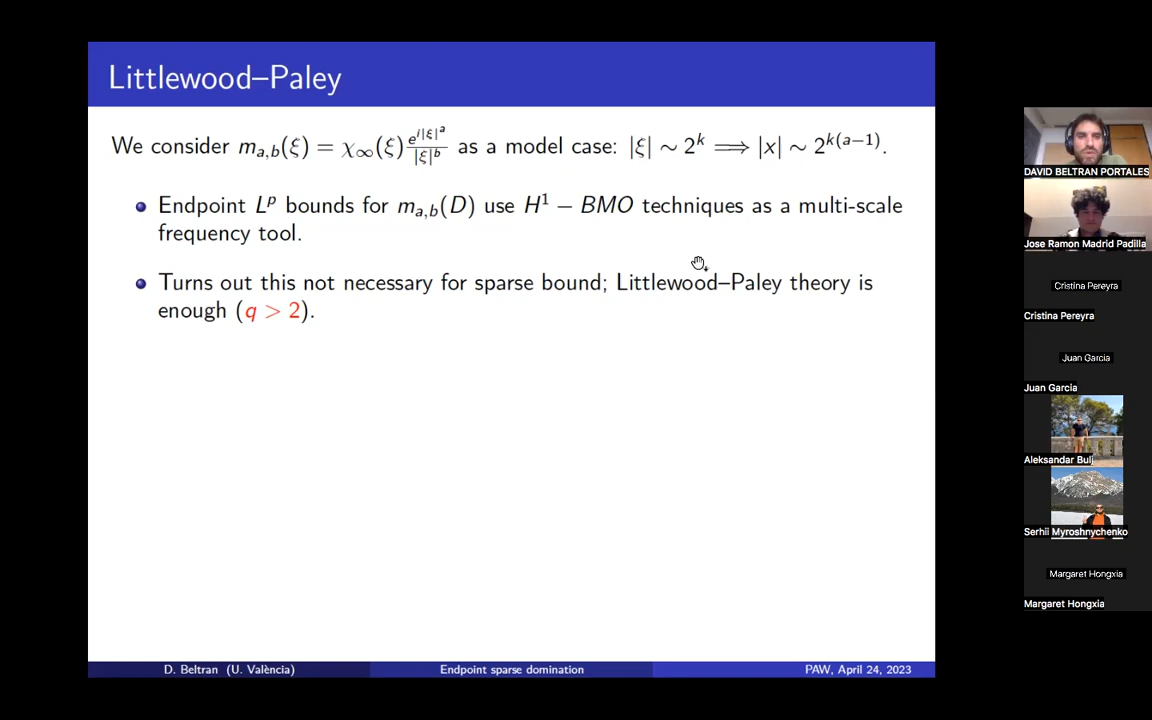 Littlewood–Paley
We consider m_{a,b}(ξ) = χ_∞(ξ) e^{i|ξ|^a}/|ξ|^b as a model case: |ξ| ∼ 2^k ⟹ |x| ∼ 2^{k(a−1)}.
Endpoint L^p bounds for m_{a,b}(D) use H^1 − BMO techniques as a multi-scale
frequency tool.
Turns out this not necessary for sparse bound; Littlewood–Paley theory is
enough (q > 2).
D. Beltran (U. València)
Endpoint sparse domination
PAW, April 24, 2023
DAVID BELTRAN PORTALES
Jose Ramon Madrid Padilla
Cristina Pereyra
Cristina Pereyra
Juan Garcia
Juan Garcia
Aleksandar Bulj
Serhii Myroshnychenko
Margaret Hongxia
Margaret Hongxia